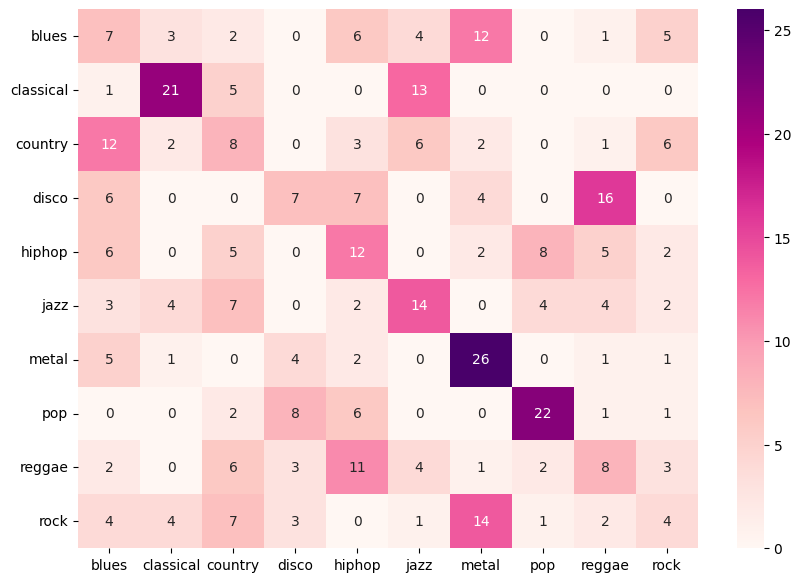 blues 7 3 2 0 6 4 12 0 1 5
classical 1 21 5 0 0 13 0 0 0 0
country 12 2 8 0 3 6 2 0 1 6
disco 6 0 0 7 7 0 4 0 16 0
hiphop 6 0 5 0 12 0 2 8 5 2
jazz 3 4 7 0 2 14 0 4 4 2
metal 5 1 0 4 2 0 26 0 1 1
pop 0 0 2 8 6 0 0 22 1 1
reggae 2 0 6 3 11 4 1 2 8 3
rock 4 4 7 3 0 1 14 1 2 4
blues classical country disco hiphop jazz metal pop reggae rock
25
20
15
10
5
0